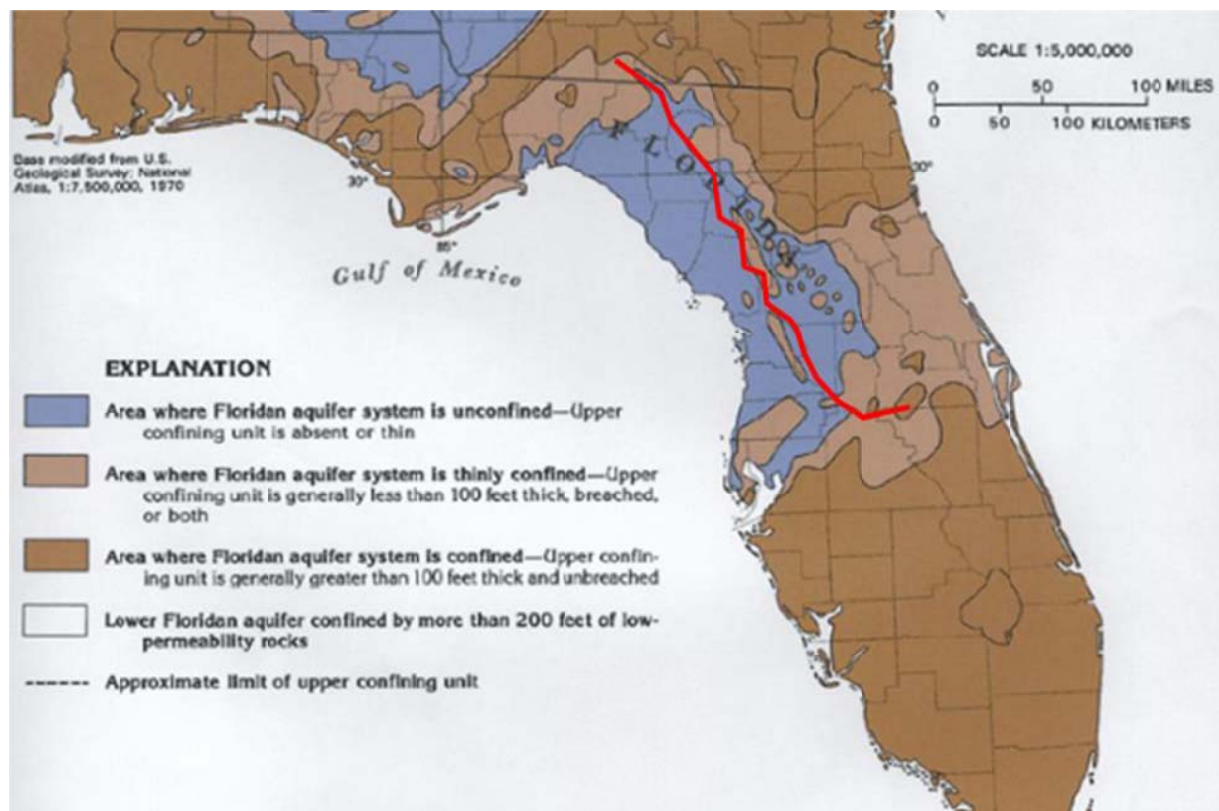 SCALE 1:5,000,000
0 50 100 MILES
0 50 100 KILOMETERS
Base modified from U.S.
Geological Survey: National
Atlas, 1:7,500,000, 1970
FLORIDA
30°
30°
85°
Gulf of Mexico
EXPLANATION
Area where Floridan aquifer system is unconfined—Upper
confining unit is absent or thin
Area where Floridan aquifer system is thinly confined—Upper
confining unit is generally less than 100 feet thick, breached,
or both
Area where Floridan aquifer system is confined—Upper confin-
ing unit is generally greater than 100 feet thick and unbreached
Lower Floridan aquifer confined by more than 200 feet of low-
permeability rocks
Approximate limit of upper confining unit